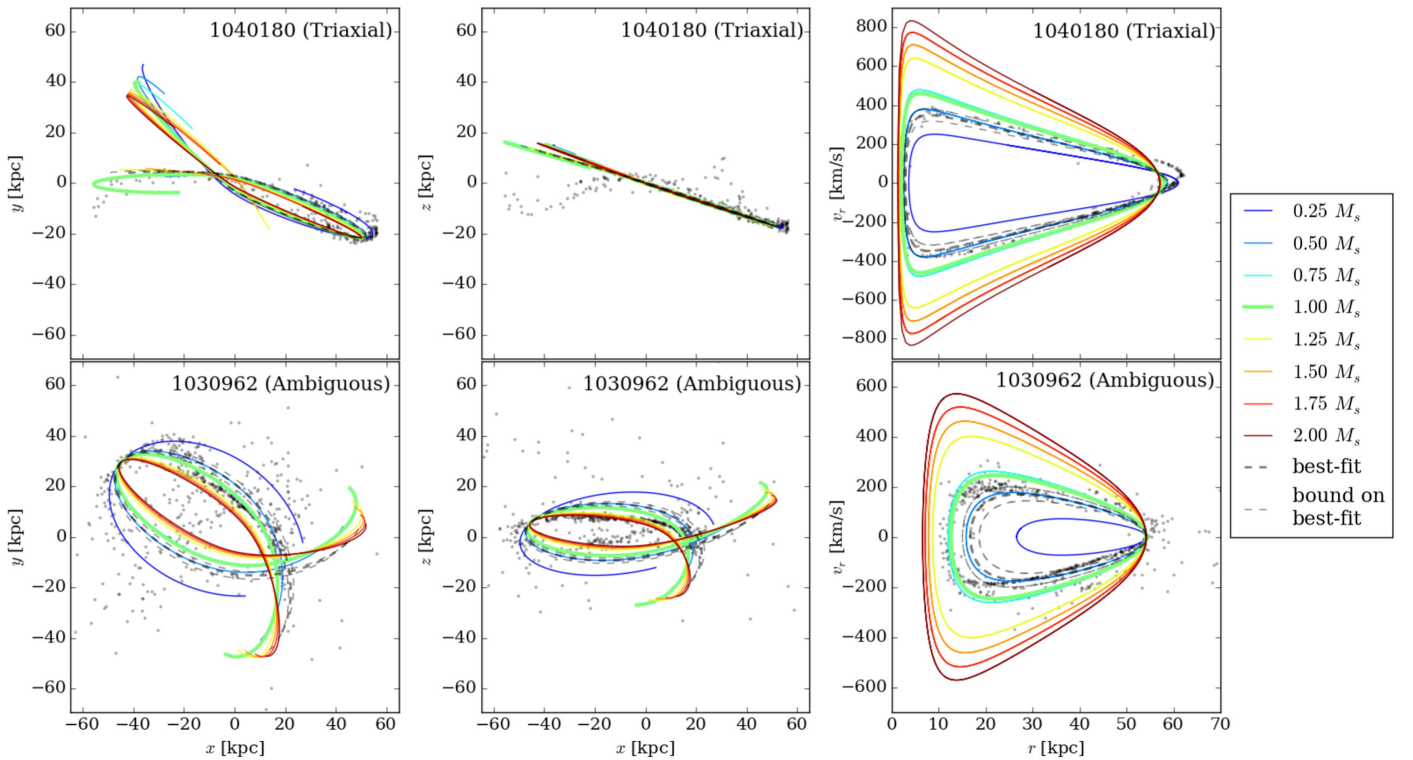 1040180 (Triaxial)
60
40
20
0
−20
−40
−60
y [kpc]
1040180 (Triaxial)
60
40
20
0
−20
−40
−60
z [kpc]
1040180 (Triaxial)
800
600
400
200
0
−200
−400
−600
−800
v_r [km/s]
1030962 (Ambiguous)
60
40
20
0
−20
−40
−60
y [kpc]
−60 −40 −20 0 20 40 60
x [kpc]
1030962 (Ambiguous)
60
40
20
0
−20
−40
−60
z [kpc]
−60 −40 −20 0 20 40 60
x [kpc]
1030962 (Ambiguous)
600
400
200
0
−200
−400
−600
v_r [km/s]
0 10 20 30 40 50 60 70
r [kpc]
0.25 M_s
0.50 M_s
0.75 M_s
1.00 M_s
1.25 M_s
1.50 M_s
1.75 M_s
2.00 M_s
best-fit
bound on
best-fit